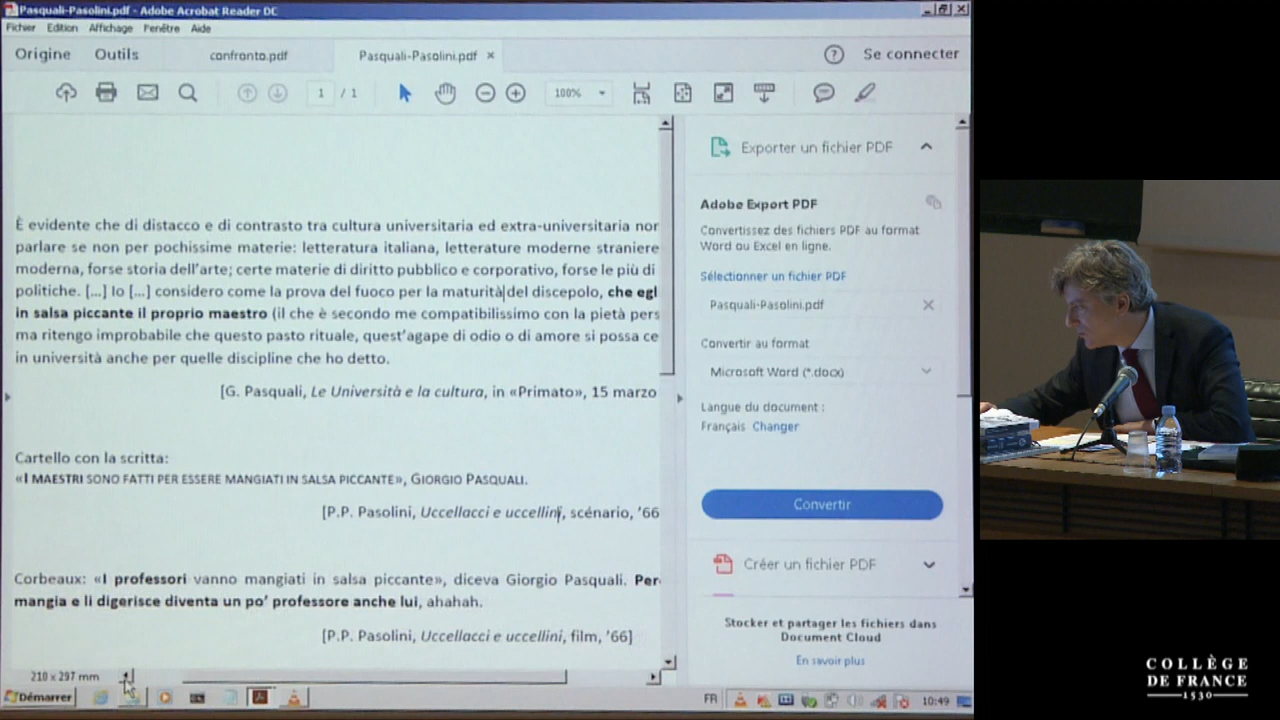 Pasquali-Pasolini.pdf - Adobe Acrobat Reader DC
Fichier Edition Affichage Fenêtre Aide
Origine Outils confronto.pdf Pasquali-Pasolini.pdf × Se connecter
1 / 1 100%
È evidente che di distacco e di contrasto tra cultura universitaria ed extra-universitaria nor
parlare se non per pochissime materie: letteratura italiana, letterature moderne straniere
moderna, forse storia dell'arte; certe materie di diritto pubblico e corporativo, forse le più di
politiche. [...] Io [...] considero come la prova del fuoco per la maturità del discepolo, che egl
in salsa piccante il proprio maestro (il che è secondo me compatibilissimo con la pietà pers
ma ritengo improbabile che questo pasto rituale, quest'agape di odio o di amore si possa ce
in università anche per quelle discipline che ho detto.
[G. Pasquali, Le Università e la cultura, in «Primato», 15 marzo
Cartello con la scritta:
«I MAESTRI SONO FATTI PER ESSERE MANGIATI IN SALSA PICCANTE», GIORGIO PASQUALI.
[P.P. Pasolini, Uccellacci e uccellini, scénario, '66
Corbeaux: «I professori vanno mangiati in salsa piccante», diceva Giorgio Pasquali. Per
mangia e li digerisce diventa un po' professore anche lui, ahahah.
[P.P. Pasolini, Uccellacci e uccellini, film, '66]
210 x 297 mm
Exporter un fichier PDF
Adobe Export PDF
Convertissez des fichiers PDF au format
Word ou Excel en ligne.
Sélectionner un fichier PDF
Pasquali-Pasolini.pdf
Convertir au format
Microsoft Word (*.docx)
Langue du document :
Français Changer
Convertir
Créer un fichier PDF
Stocker et partager les fichiers dans
Document Cloud
En savoir plus
Démarrer
FR 10:49
COLLÈGE
DE FRANCE
1530